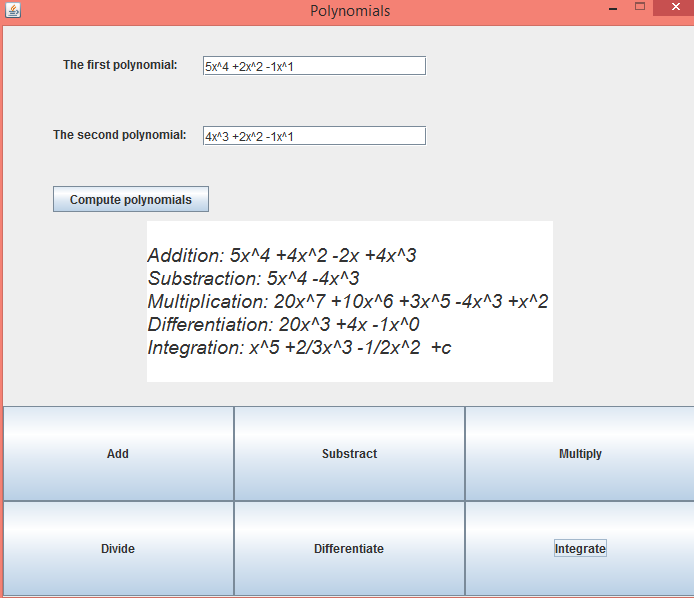 Polynomials
The first polynomial: 5x^4 +2x^2 -1x^1
The second polynomial: 4x^3 +2x^2 -1x^1
Compute polynomials
Addition: 5x^4 +4x^2 -2x +4x^3
Substraction: 5x^4 -4x^3
Multiplication: 20x^7 +10x^6 +3x^5 -4x^3 +x^2
Differentiation: 20x^3 +4x -1x^0
Integration: x^5 +2/3x^3 -1/2x^2  +c
Add Substract Multiply
Divide Differentiate Integrate